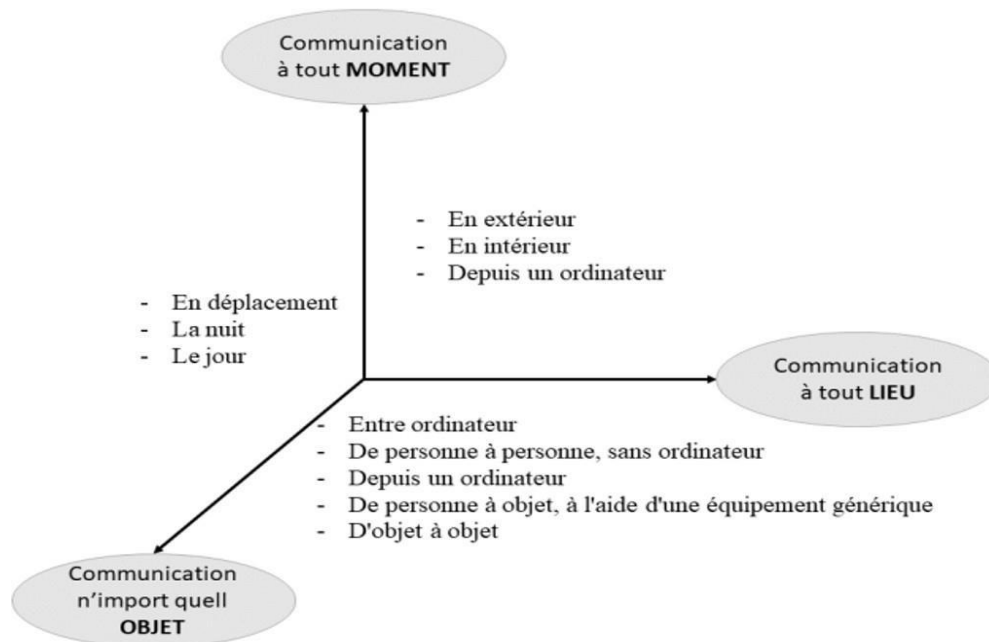 Communication
à tout MOMENT
- En extérieur
- En intérieur
- Depuis un ordinateur
- En déplacement
- La nuit
- Le jour
Communication
à tout LIEU
- Entre ordinateur
- De personne à personne, sans ordinateur
- Depuis un ordinateur
- De personne à objet, à l'aide d'une équipement générique
- D'objet à objet
Communication
n’import quell
OBJET